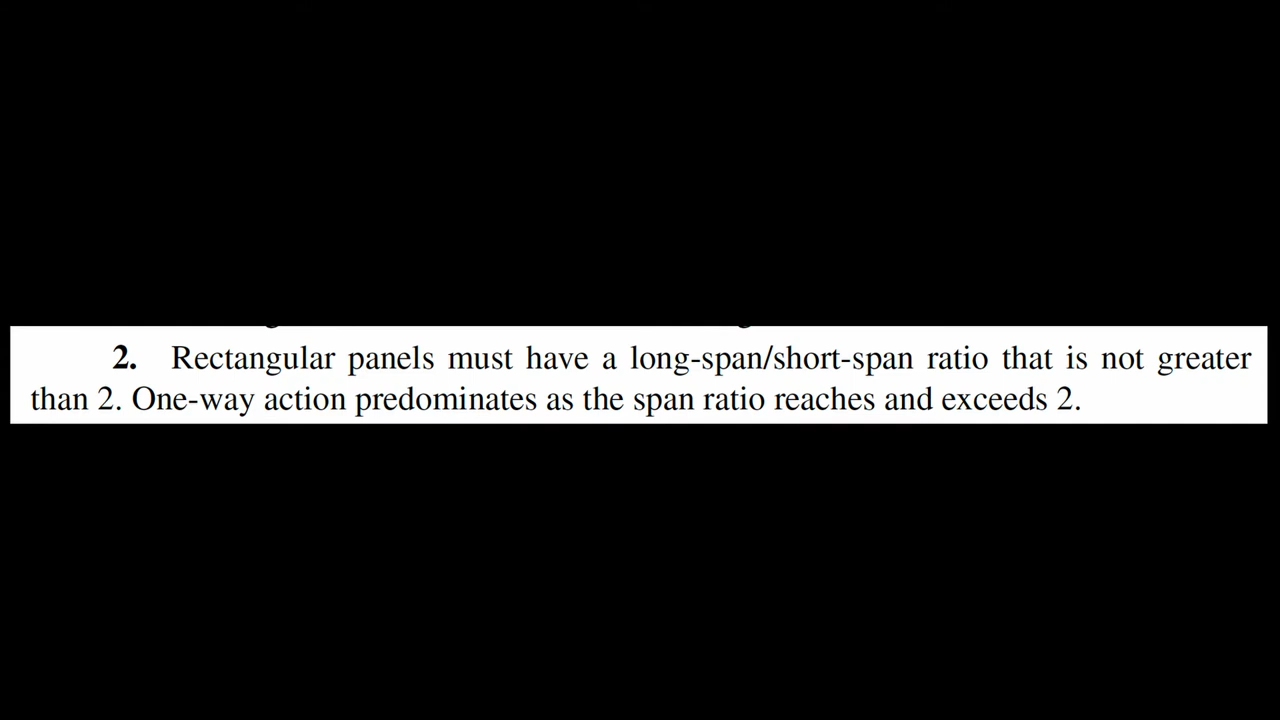 2. Rectangular panels must have a long-span/short-span ratio that is not greater
than 2. One-way action predominates as the span ratio reaches and exceeds 2.